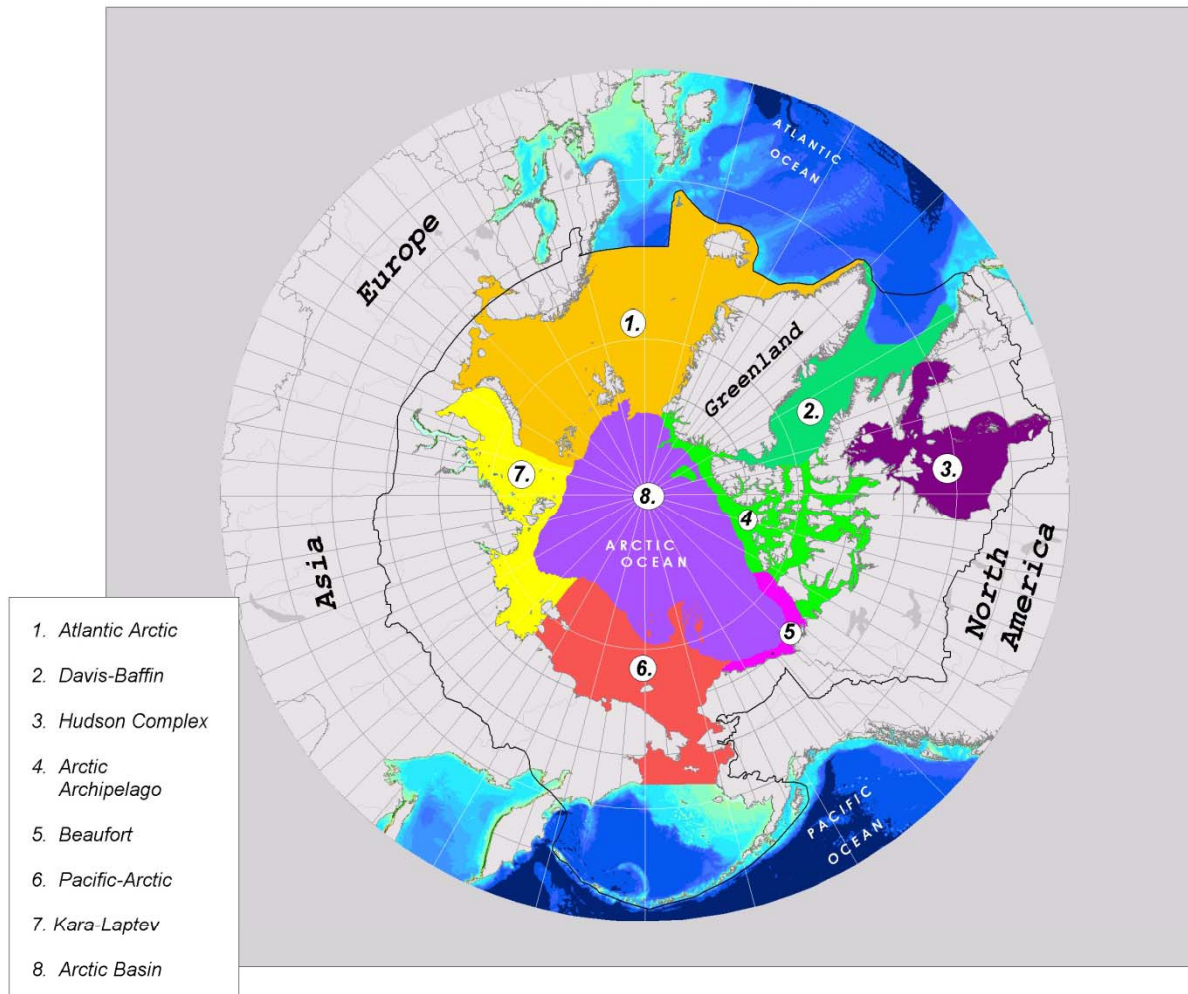 ATLANTIC
OCEAN
Europe
1.
Greenland
2.
3.
7.
8.
4
ARCTIC
OCEAN
Asia
North
America
5
6.
PACIFIC
OCEAN
1. Atlantic Arctic
2. Davis-Baffin
3. Hudson Complex
4. Arctic
Archipelago
5. Beaufort
6. Pacific-Arctic
7. Kara-Laptev
8. Arctic Basin